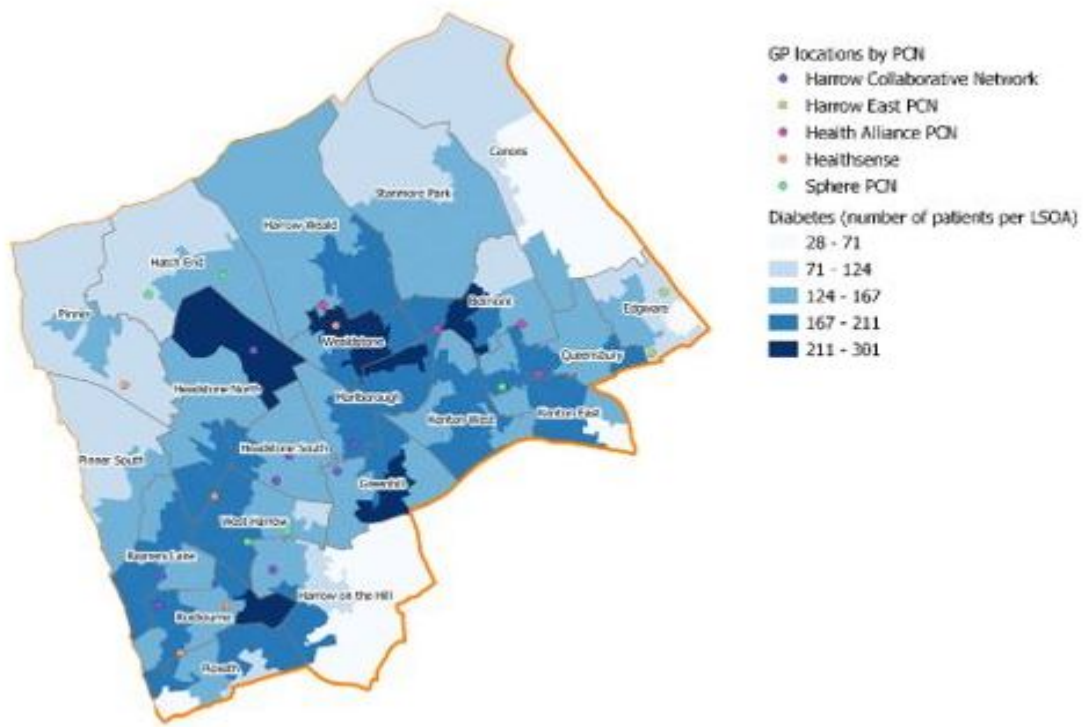 GP locations by PCN
Harrow Collaborative Network
Harrow East PCN
Health Alliance PCN
Healthsense
Sphere PCN
Diabetes (number of patients per LSOA)
28 - 71
71 - 124
124 - 167
167 - 211
211 - 301
Canons
Stanmore Park
Harrow Weald
Hatch End
Belmont
Edgware
Pinner
Wealdstone
Queensbury
Headstone North
Marlborough
Kenton West
Kenton East
Headstone South
Pinner South
Greenhill
West Harrow
Rayners Lane
Harrow on the Hill
Roxbourne
Roxeth